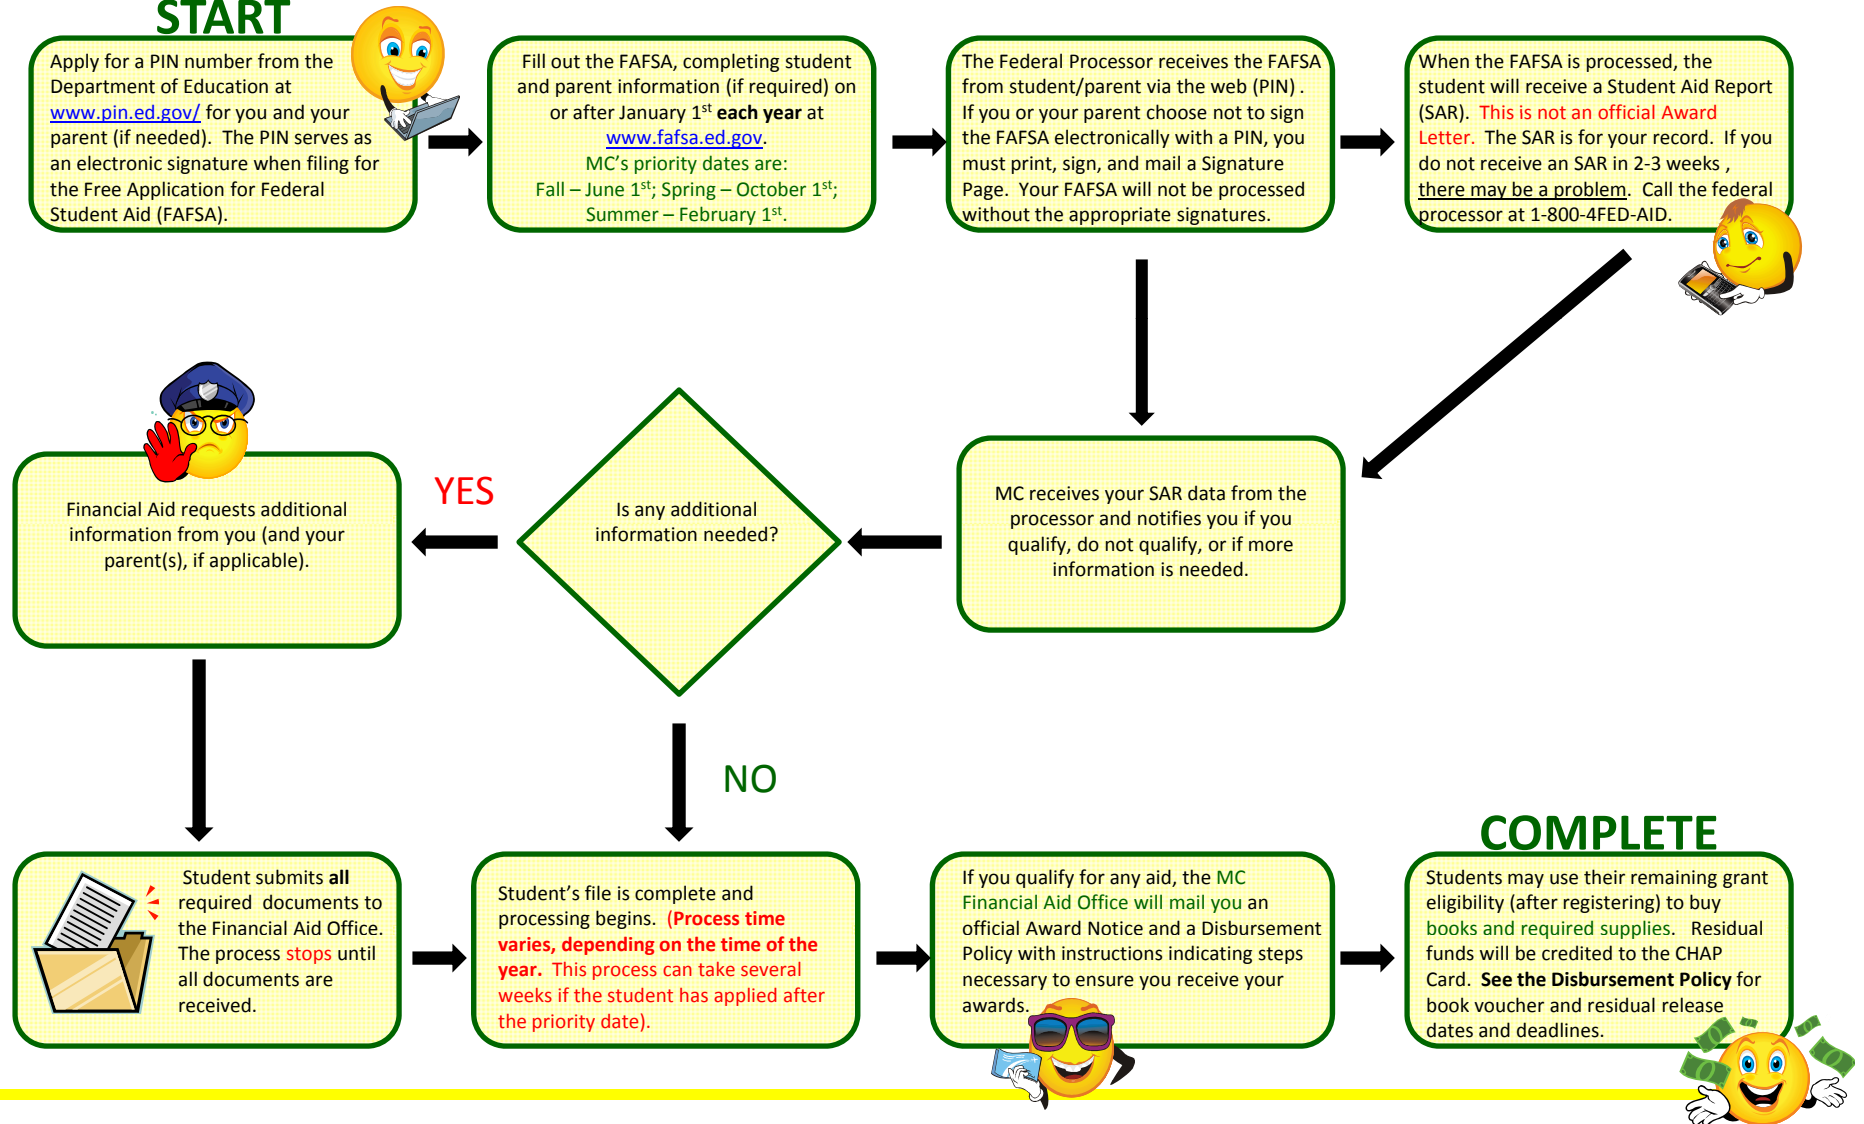 START
Apply for a PIN number from the
Department of Education at
www.pin.ed.gov/ for you and your
parent (if needed).  The PIN serves as
an electronic signature when filing for
the Free Application for Federal
Student Aid (FAFSA).
Fill out the FAFSA, completing student
and parent information (if required) on
or after January 1st each year at
www.fafsa.ed.gov.
MC's priority dates are:
Fall – June 1st; Spring – October 1st;
Summer – February 1st.
The Federal Processor receives the FAFSA
from student/parent via the web (PIN) .
If you or your parent choose not to sign
the FAFSA electronically with a PIN, you
must print, sign, and mail a Signature
Page.  Your FAFSA will not be processed
without the appropriate signatures.
When the FAFSA is processed, the
student will receive a Student Aid Report
(SAR).  This is not an official Award
Letter.  The SAR is for your record.  If you
do not receive an SAR in 2-3 weeks ,
there may be a problem.  Call the federal
processor at 1-800-4FED-AID.
Financial Aid requests additional
information from you (and your
parent(s), if applicable).
YES
Is any additional
information needed?
MC receives your SAR data from the
processor and notifies you if you
qualify, do not qualify, or if more
information is needed.
NO
Student submits all
required  documents to
the Financial Aid Office.
The process stops until
all documents are
received.
Student's file is complete and
processing begins.  (Process time
varies, depending on the time of the
year.  This process can take several
weeks if the student has applied after
the priority date).
If you qualify for any aid, the MC
Financial Aid Office will mail you an
official Award Notice and a Disbursement
Policy with instructions indicating steps
necessary to ensure you receive your
awards.
COMPLETE
Students may use their remaining grant
eligibility (after registering) to buy
books and required supplies.   Residual
funds will be credited to the CHAP
Card.  See the Disbursement Policy for
book voucher and residual release
dates and deadlines.